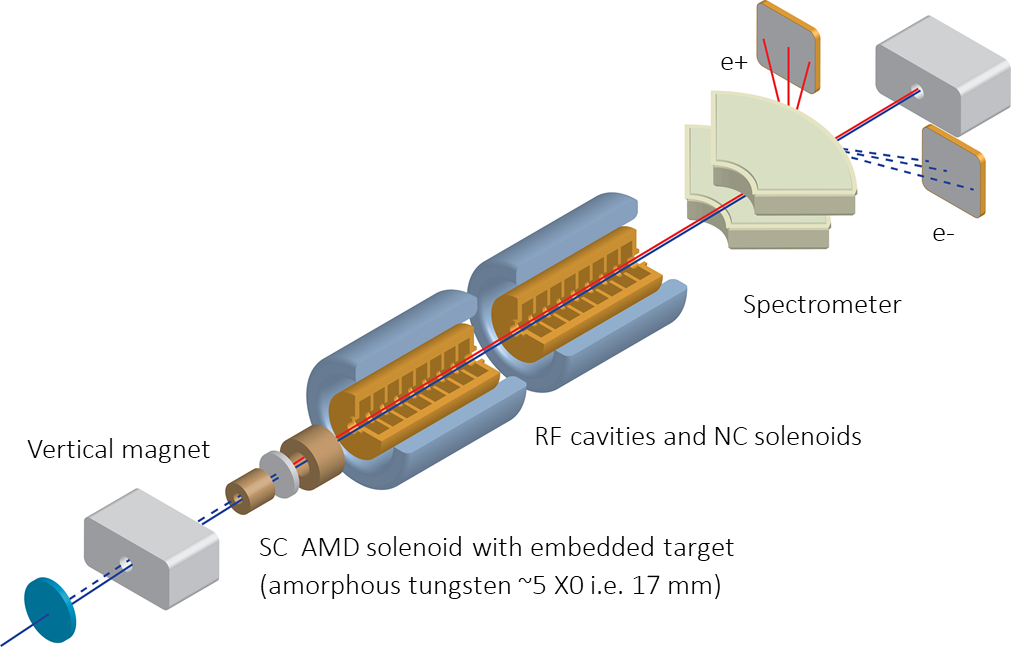 e+
e-
Spectrometer
RF cavities and NC solenoids
Vertical magnet
SC  AMD solenoid with embedded target
(amorphous tungsten ~5 X0 i.e. 17 mm)